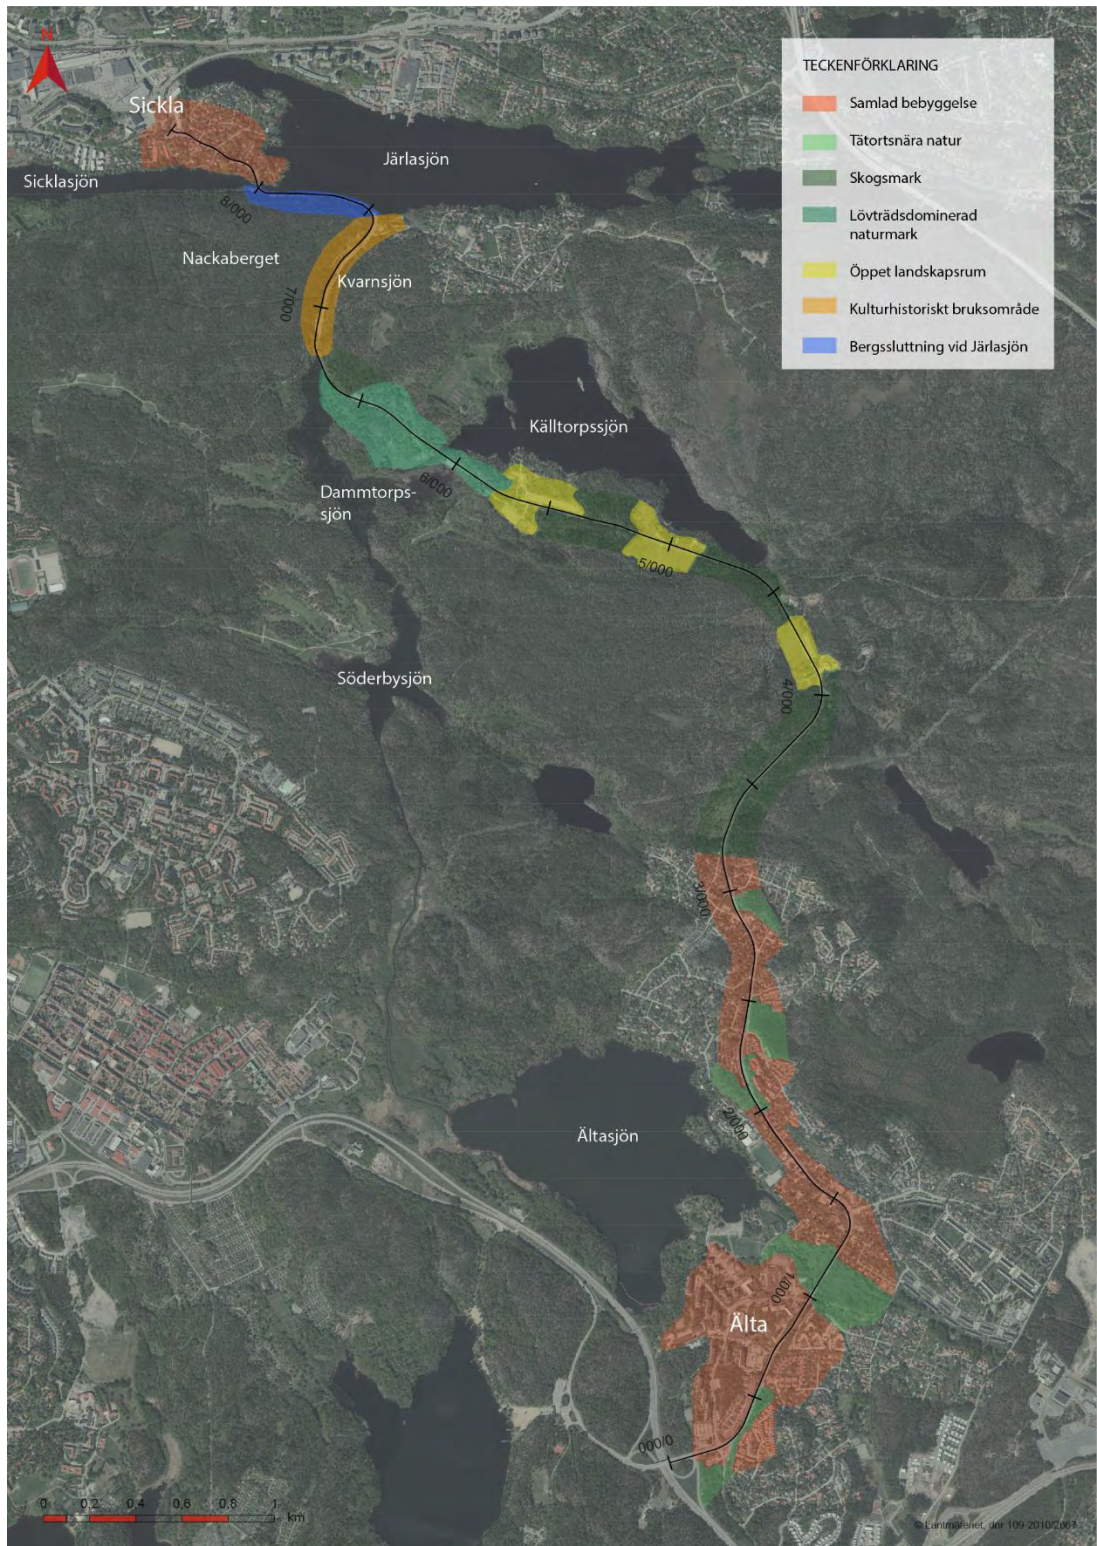 N
TECKENFÖRKLARING
Samlad bebyggelse
Tätortsnära natur
Skogsmark
Lövträdsdominerad
naturmark
Öppet landskapsrum
Kulturhistoriskt bruksområde
Bergssluttning vid Järlasjön
Sickla
Järlasjön
Sicklasjön
8/000
Nackaberget
Kvarnsjön
7/000
Källtorpssjön
6/000
Dammtorps-
sjön
5/000
Söderbysjön
4/000
3/000
2/000
Ältasjön
1/000
Älta
0/000
0 0,2 0,4 0,6 0,8 1
km
© Lantmäteriet, dnr 109-2010/2667